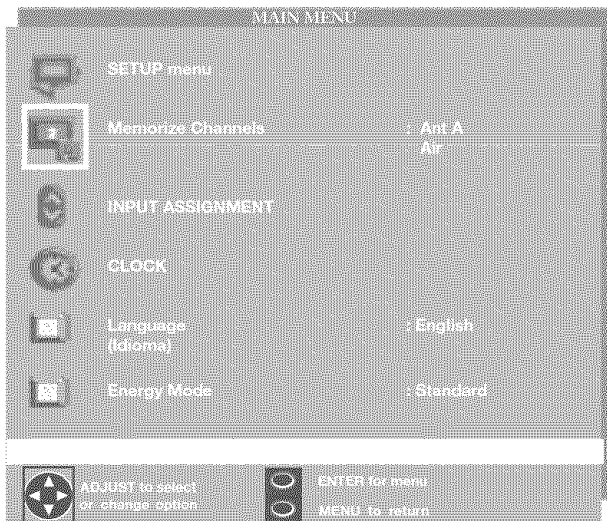 MAIN MENU
SETUP menu
Memorize Channels : Ant A
Air
INPUT ASSIGNMENT
CLOCK
Language : English
(Idioma)
Energy Mode : Standard
ADJUST to select
or change option
ENTER for menu
MENU to return